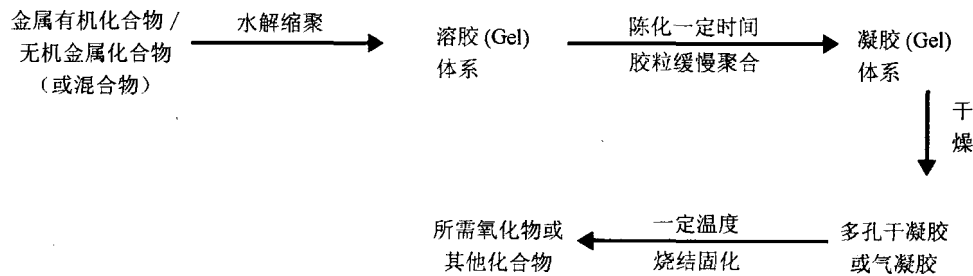 金属有机化合物/
无机金属化合物
（或混合物）
水解缩聚
溶胶(Gel)
体系
陈化一定时间
胶粒缓慢聚合
凝胶(Gel)
体系
干
燥
多孔干凝胶
或气凝胶
一定温度
烧结固化
所需氧化物或
其他化合物